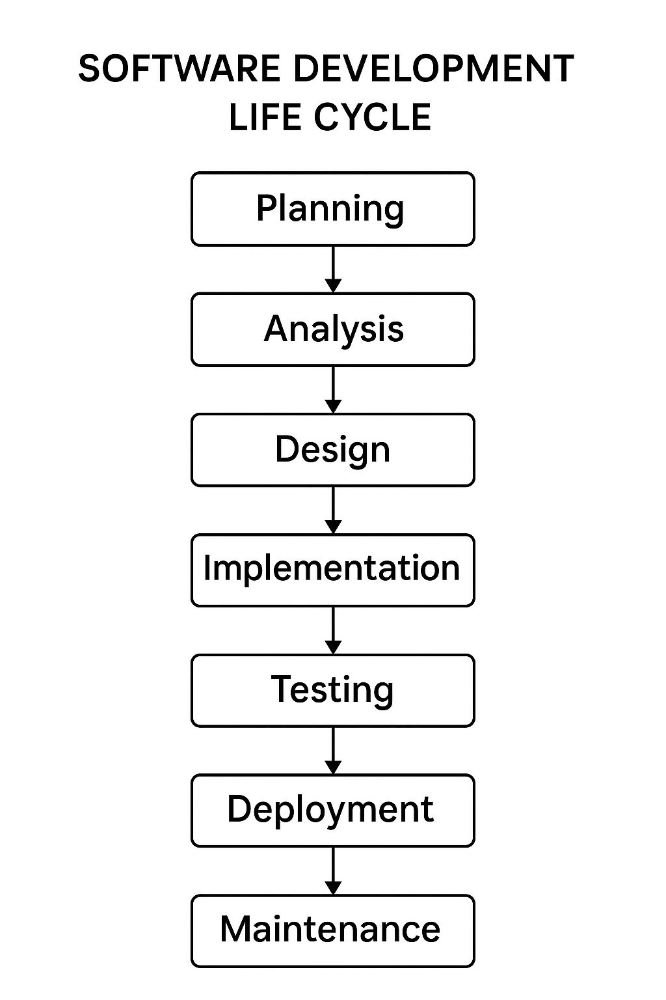 SOFTWARE DEVELOPMENT
LIFE CYCLE
Planning
Analysis
Design
Implementation
Testing
Deployment
Maintenance